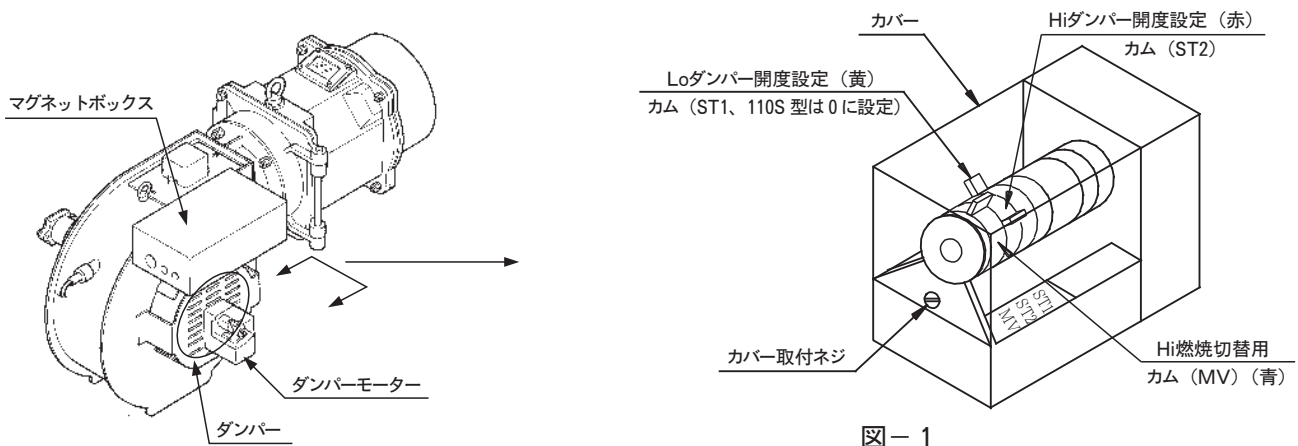 マグネットボックス
ダンパーモーター
ダンパー
カバー
Hiダンパー開度設定（赤）
カム（ST2）
Loダンパー開度設定（黄）
カム（ST1、110S 型は 0 に設定）
ST1
ST2
MV
カバー取付ネジ
Hi燃焼切替用
カム（MV）（青）
図－1